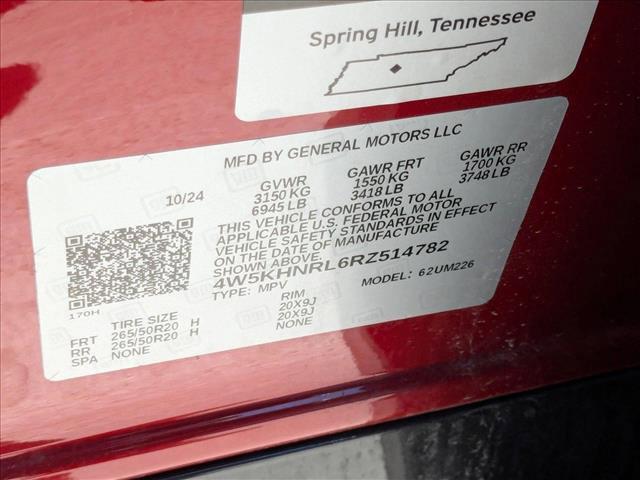 Spring Hill, Tennessee
MFD BY GENERAL MOTORS LLC
10/24 GVWR GAWR FRT GAWR RR
3150 KG 1550 KG 1700 KG
6945 LB 3418 LB 3748 LB
THIS VEHICLE CONFORMS TO ALL
APPLICABLE U.S. FEDERAL MOTOR
VEHICLE SAFETY STANDARDS IN EFFECT
ON THE DATE OF MANUFACTURE
SHOWN ABOVE.
4W5KHNRL6RZ514782
TYPE: MPV MODEL: 62UM226
170H
TIRE SIZE RIM
FRT 265/50R20 H 20X9J
RR 265/50R20 H 20X9J
SPA NONE NONE